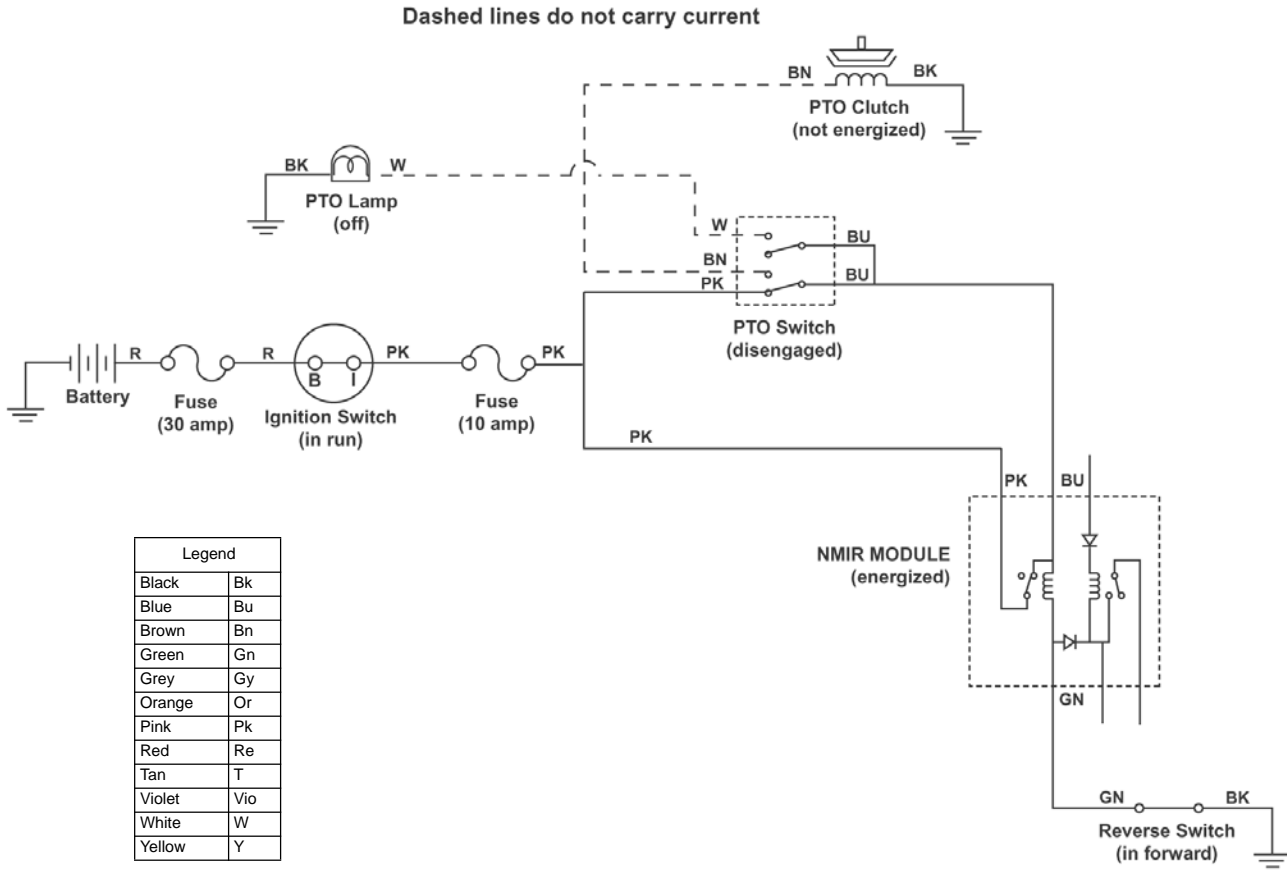 Dashed lines do not carry current
BN
BK
PTO Clutch
(not energized)
BK
W
PTO Lamp
(off)
W
BU
BN
BU
PK
PTO Switch
(disengaged)
R
R
PK
PK
B
I
Battery
Fuse
(30 amp)
Ignition Switch
(in run)
Fuse
(10 amp)
PK
PK
BU
NMIR MODULE
(energized)
GN
GN
BK
Reverse Switch
(in forward)
Legend
Black Bk
Blue Bu
Brown Bn
Green Gn
Grey Gy
Orange Or
Pink Pk
Red Re
Tan T
Violet Vio
White W
Yellow Y